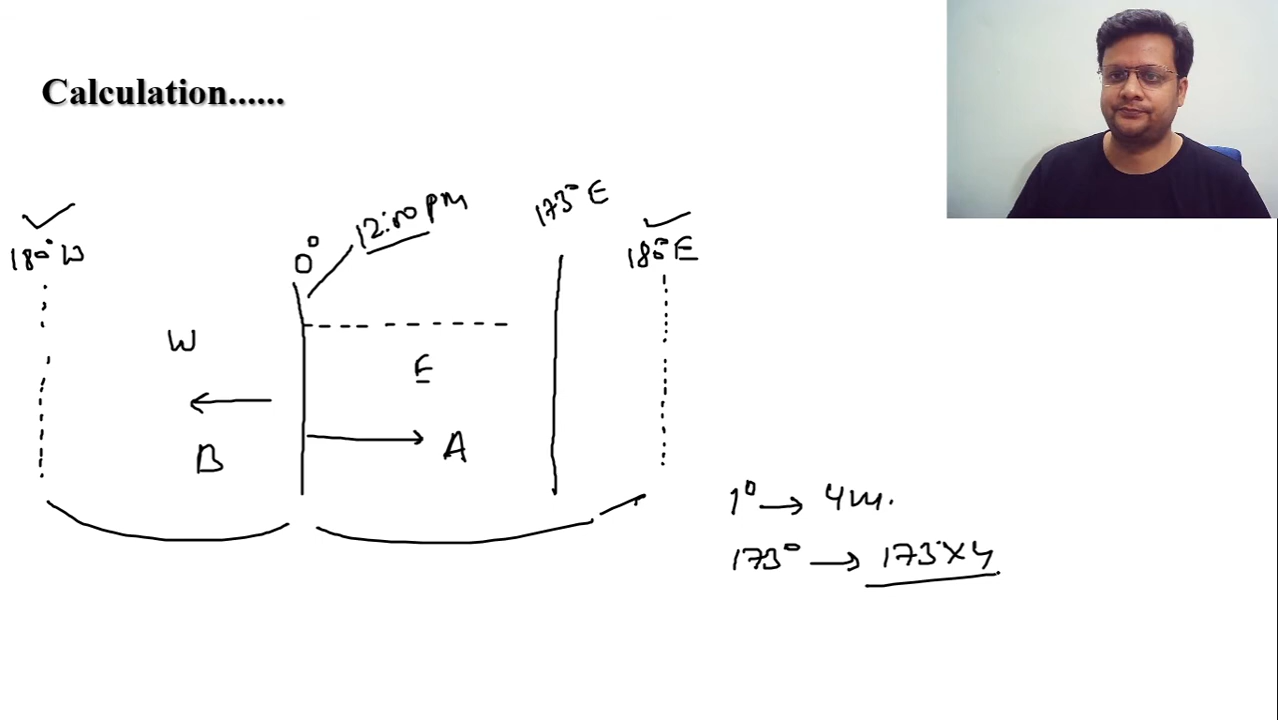 Calculation......
12:00 pm
173° E
180° W
0°
180° E
W
E
B
A
1° → 4m.
173° → 173×4